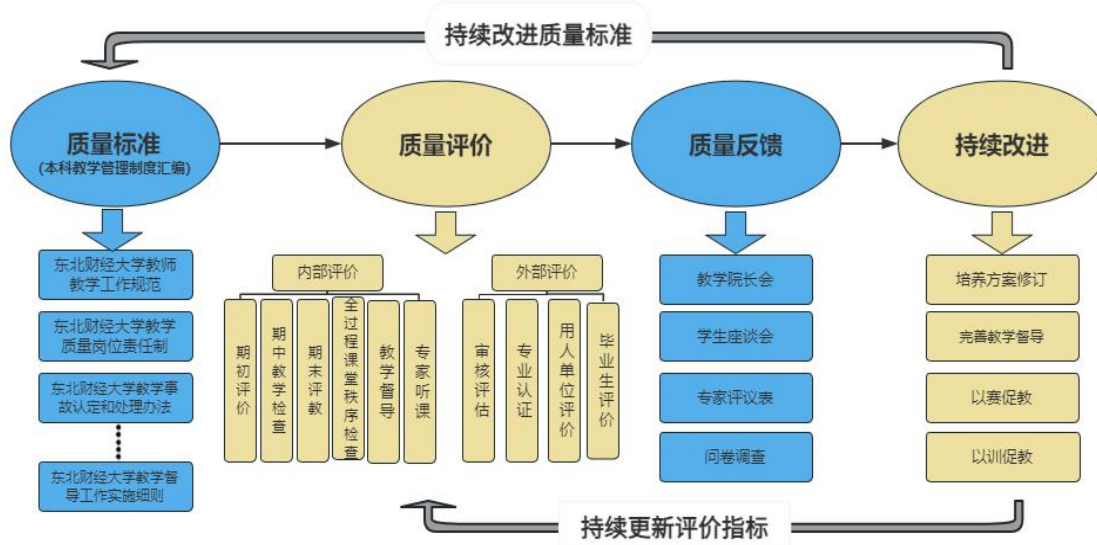 持续改进质量标准
质量标准
(本科教学管理制度汇编)
质量评价
质量反馈
持续改进
东北财经大学教师
教学工作规范
东北财经大学教学
质量岗位责任制
东北财经大学教学事
故认定和处理办法
东北财经大学教学督
导工作实施细则
内部评价
期初评价
期中教学检查
期末评教
全过程课堂秩序检查
教学督导
专家听课
外部评价
审核评估
专业认证
用人单位评价
毕业生评价
教学院长会
学生座谈会
专家评议表
问卷调查
培养方案修订
完善教学督导
以赛促教
以训促教
持续更新评价指标